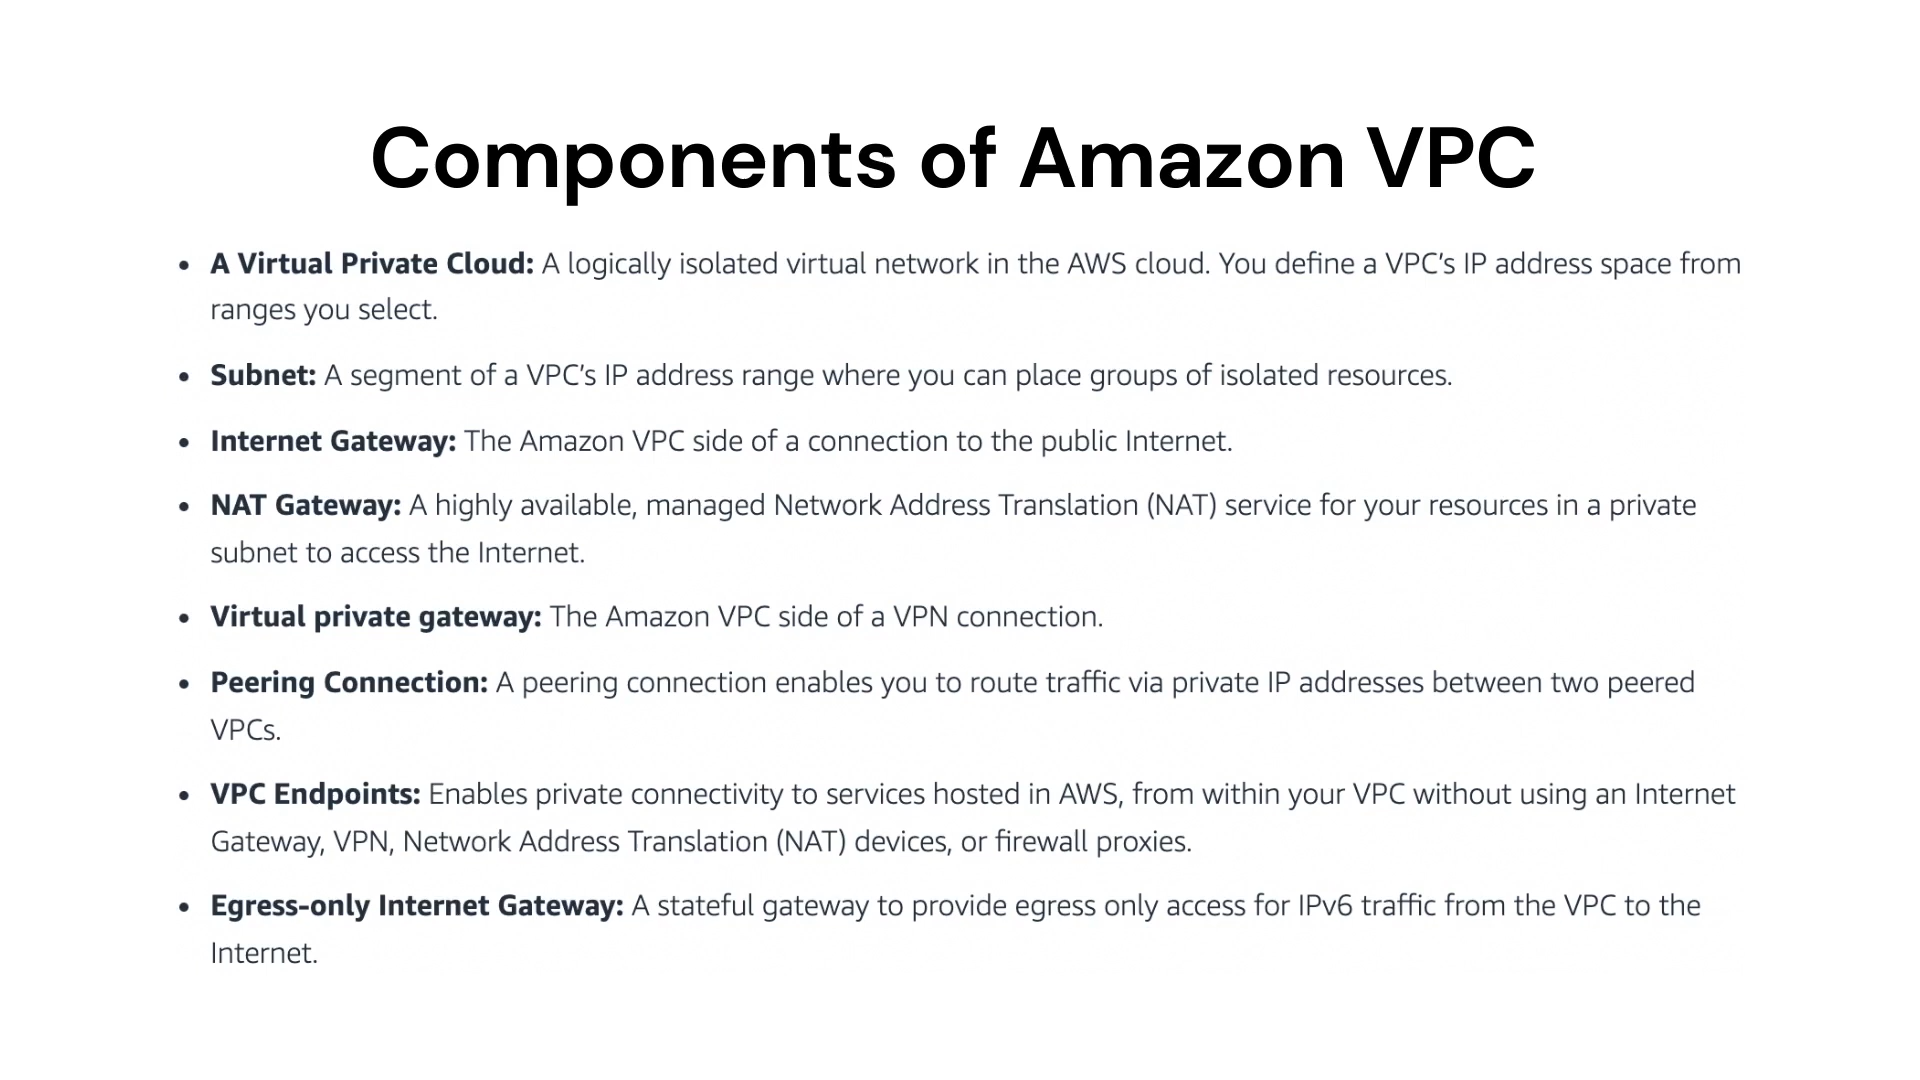 Components of Amazon VPC
• A Virtual Private Cloud: A logically isolated virtual network in the AWS cloud. You define a VPC’s IP address space from
ranges you select.
• Subnet: A segment of a VPC’s IP address range where you can place groups of isolated resources.
• Internet Gateway: The Amazon VPC side of a connection to the public Internet.
• NAT Gateway: A highly available, managed Network Address Translation (NAT) service for your resources in a private
subnet to access the Internet.
• Virtual private gateway: The Amazon VPC side of a VPN connection.
• Peering Connection: A peering connection enables you to route traffic via private IP addresses between two peered
VPCs.
• VPC Endpoints: Enables private connectivity to services hosted in AWS, from within your VPC without using an Internet
Gateway, VPN, Network Address Translation (NAT) devices, or firewall proxies.
• Egress-only Internet Gateway: A stateful gateway to provide egress only access for IPv6 traffic from the VPC to the
Internet.